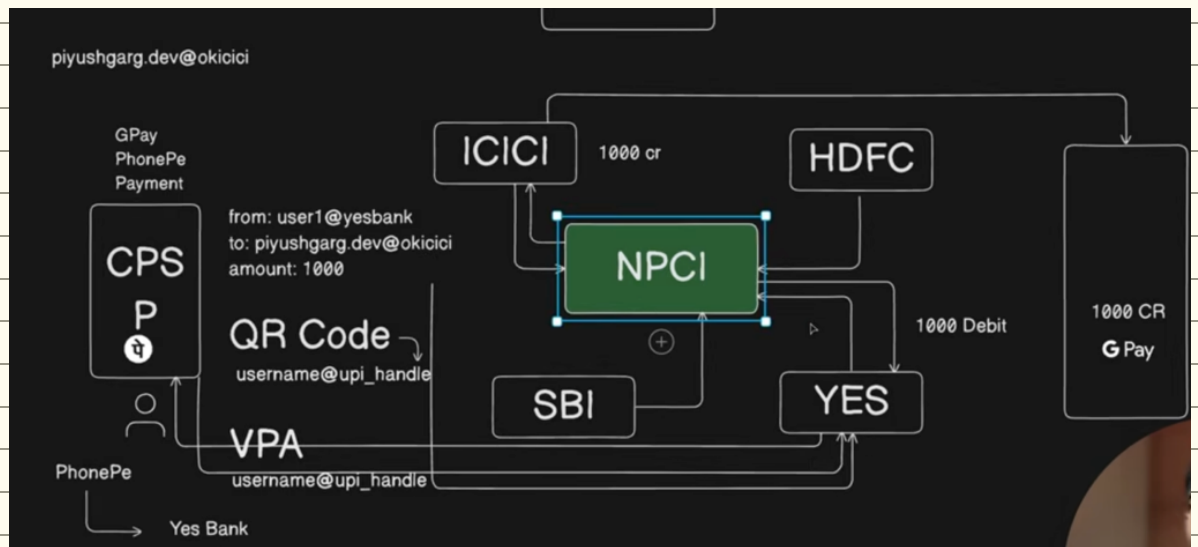 piyushgarg.dev@okicici
GPay
PhonePe
Payment
CPS
P
पे
from: user1@yesbank
to: piyushgarg.dev@okicici
amount: 1000
QR Code
username@upi_handle
VPA
username@upi_handle
PhonePe
Yes Bank
ICICI
1000 cr
HDFC
NPCI
1000 Debit
SBI
YES
1000 CR
G Pay